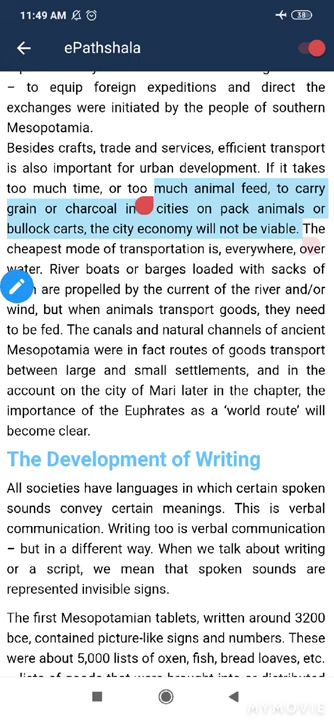 11:49 AM
38
ePathshala
– to equip foreign expeditions and direct the
exchanges were initiated by the people of southern
Mesopotamia.
Besides crafts, trade and services, efficient transport
is also important for urban development. If it takes
too much time, or too much animal feed, to carry
grain or charcoal in cities on pack animals or
bullock carts, the city economy will not be viable. The
cheapest mode of transportation is, everywhere, over
water. River boats or barges loaded with sacks of
are propelled by the current of the river and/or
wind, but when animals transport goods, they need
to be fed. The canals and natural channels of ancient
Mesopotamia were in fact routes of goods transport
between large and small settlements, and in the
account on the city of Mari later in the chapter, the
importance of the Euphrates as a ‘world route’ will
become clear.
The Development of Writing
All societies have languages in which certain spoken
sounds convey certain meanings. This is verbal
communication. Writing too is verbal communication
– but in a different way. When we talk about writing
or a script, we mean that spoken sounds are
represented invisible signs.
The first Mesopotamian tablets, written around 3200
bce, contained picture-like signs and numbers. These
were about 5,000 lists of oxen, fish, bread loaves, etc.
– lists of goods that were brought into or distributed
MYMOVIE